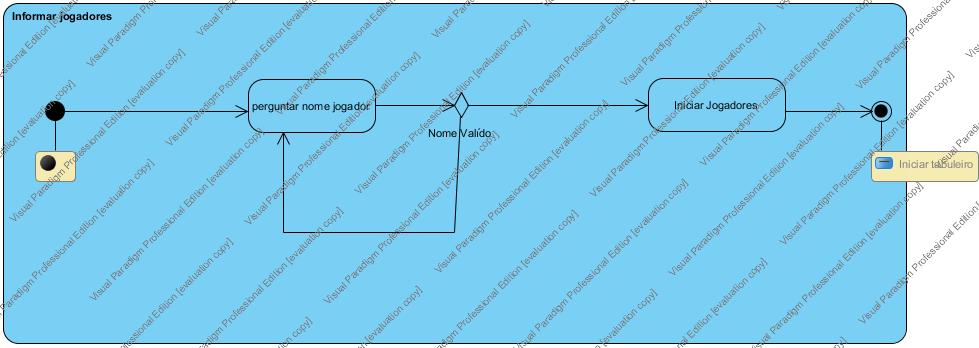 Informar jogadores
perguntar nome jogador
Iniciar Jogadores
Nome Valido
Iniciar tabuleiro
Visual Paradigm Professional Edition [evaluation copy]